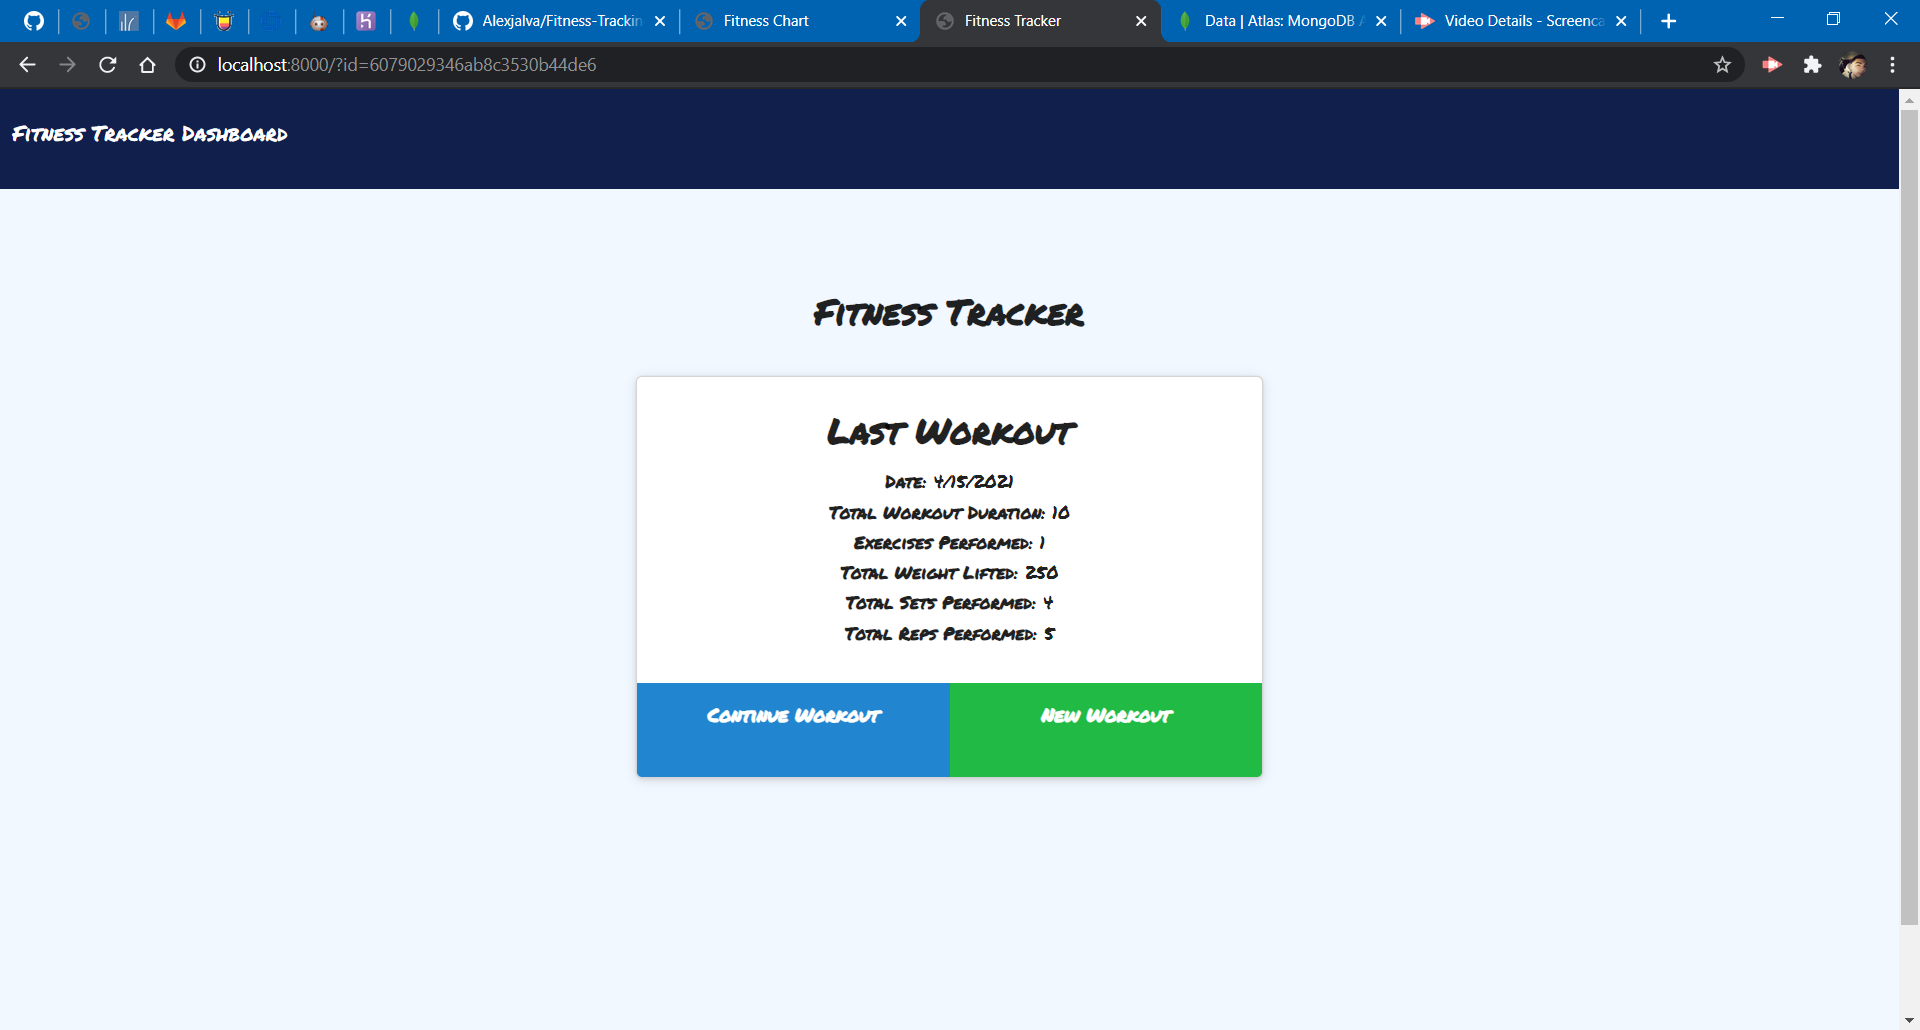 Alexjalva/Fitness-Trackin
Fitness Chart
Fitness Tracker
Data | Atlas: MongoDB A
Video Details - Screenca
localhost:8000/?id=6079029346ab8c3530b44de6
Fitness Tracker Dashboard
Fitness Tracker
Last Workout
Date: 4/15/2021
Total Workout Duration: 10
Exercises Performed: 1
Total Weight Lifted: 250
Total Sets Performed: 4
Total Reps Performed: 5
Continue Workout
New Workout